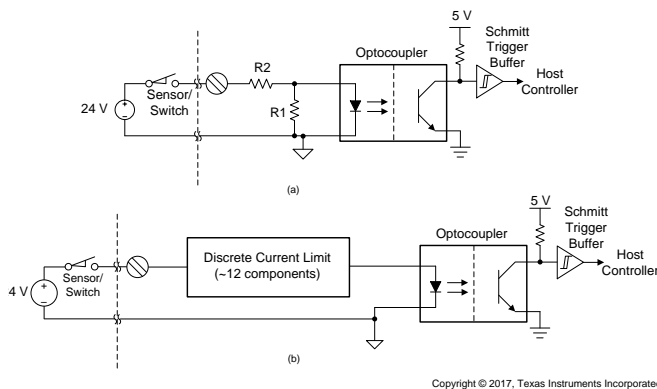 5 V
Optocoupler
Schmitt
Trigger
Buffer
R2
Host
Controller
Sensor/
Switch
R1
24 V
(a)
5 V
Schmitt
Trigger
Buffer
Optocoupler
Discrete Current Limit
(~12 components)
Host
Controller
Sensor/
Switch
4 V
(b)
Copyright © 2017, Texas Instruments Incorporated